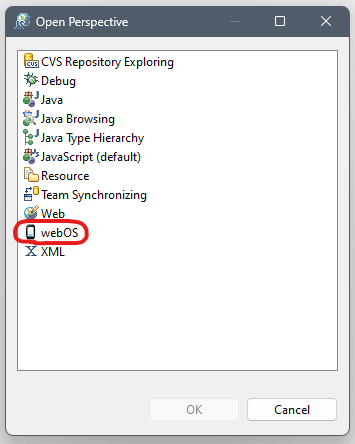 Open Perspective
CVS Repository Exploring
Debug
Java
Java Browsing
Java Type Hierarchy
JavaScript (default)
Resource
Team Synchronizing
Web
webOS
XML
OK
Cancel